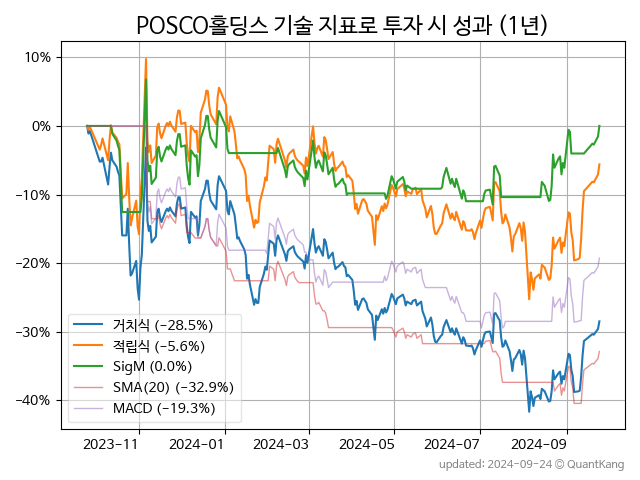 POSCO홀딩스 기술 지표로 투자 시 성과 (1년)
10%
0%
−10%
−20%
−30%
−40%
거치식 (−28.5%)
적립식 (−5.6%)
SigM (0.0%)
SMA(20) (−32.9%)
MACD (−19.3%)
2023−11
2024−01
2024−03
2024−05
2024−07
2024−09
updated: 2024−09−24 © QuantKang